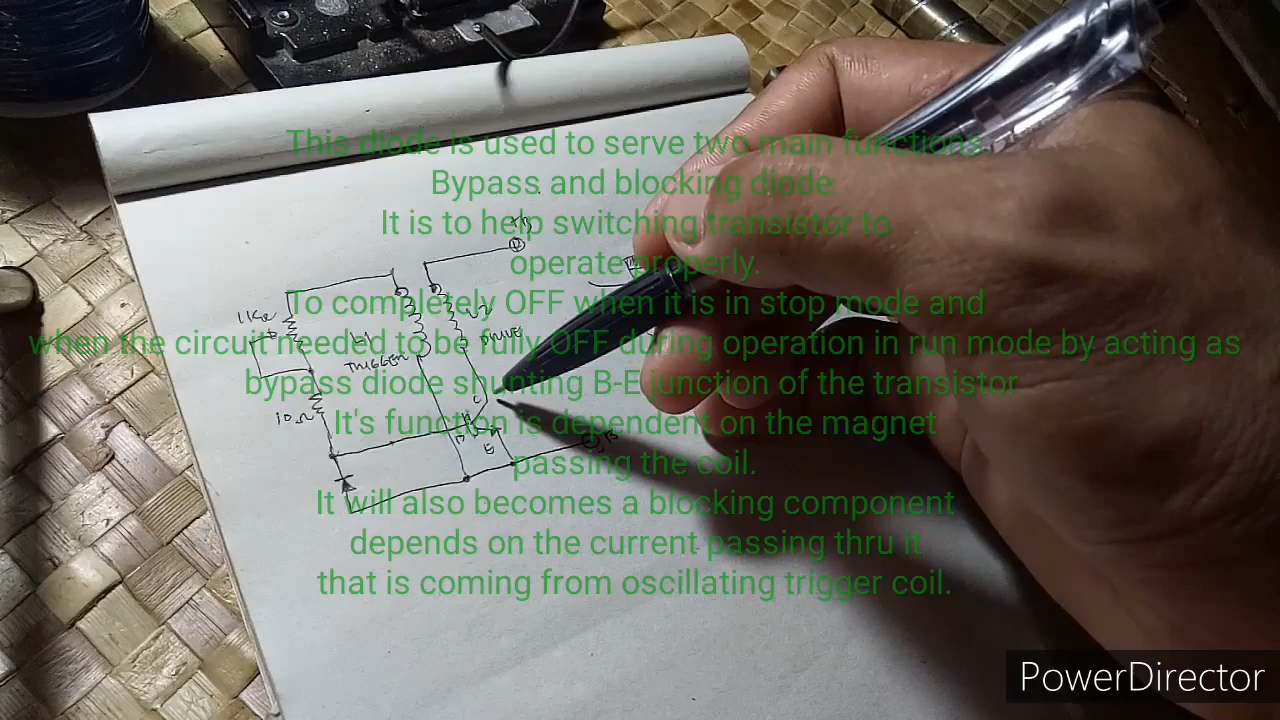 This diode is used to serve two main functions.
Bypass and blocking diode
It is to help switching transistor to
operate properly.
To completely OFF when it is in stop mode and
when the circuit needed to be fully OFF during operation in run mode by acting as
bypass diode shunting B-E junction of the transistor.
It's function is dependent on the magnet
passing the coil.
It will also becomes a blocking component
depends on the current passing thru it
that is coming from oscillating trigger coil.
1KΩ
TRIGGER
10Ω
C
B
E
PowerDirector